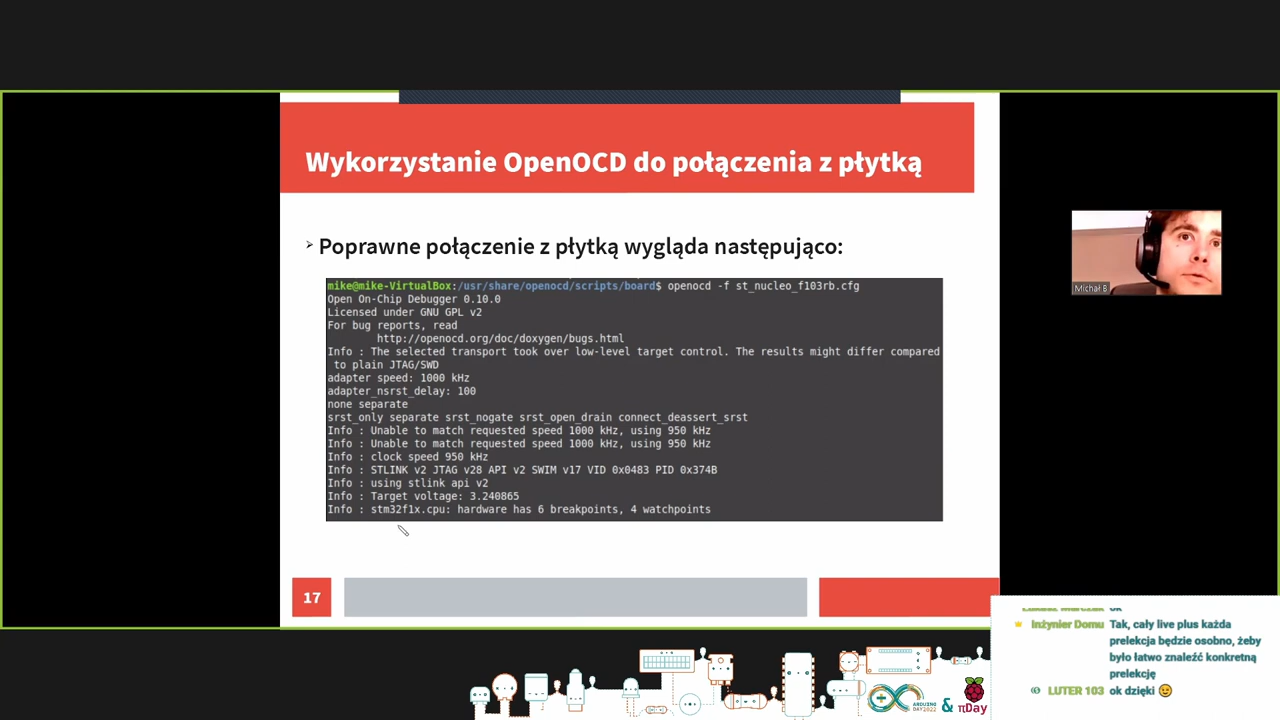 Wykorzystanie OpenOCD do połączenia z płytką
Poprawne połączenie z płytką wygląda następująco:
mike@mike-VirtualBox:/usr/share/openocd/scripts/board$ openocd -f st_nucleo_f103rb.cfg
Open On-Chip Debugger 0.10.0
Licensed under GNU GPL v2
For bug reports, read
http://openocd.org/doc/doxygen/bugs.html
Info : The selected transport took over low-level target control. The results might differ compared
to plain JTAG/SWD
adapter speed: 1000 kHz
adapter_nsrst_delay: 100
none separate
srst_only separate srst_nogate srst_open_drain connect_deassert_srst
Info : Unable to match requested speed 1000 kHz, using 950 kHz
Info : Unable to match requested speed 1000 kHz, using 950 kHz
Info : clock speed 950 kHz
Info : STLINK v2 JTAG v28 API v2 SWIM v17 VID 0x0483 PID 0x374B
Info : using stlink api v2
Info : Target voltage: 3.240865
Info : stm32f1x.cpu: hardware has 6 breakpoints, 4 watchpoints
17
Michał B
ok
Inżynier Domu Tak, cały live plus każda
prelekcja będzie osobno, żeby
było łatwo znaleźć konkretną
prelekcję
LUTER 103 ok dzięki 😉
ARDUINO
DAY2022
& πDay